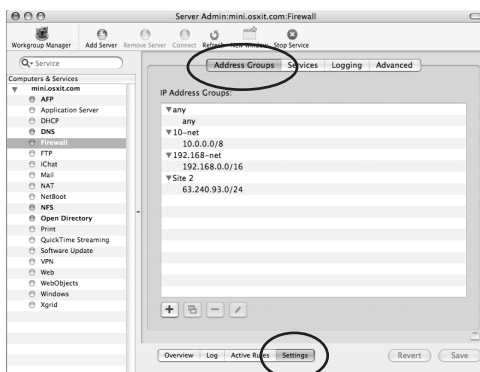 Server Admin:mini.osxit.com:Firewall
Workgroup Manager Add Server Remove Server Connect Refresh New Window Stop Service
Service
Address Groups Services Logging Advanced
Computers & Services
mini.osxit.com
AFP
Application Server
DHCP
DNS
Firewall
FTP
iChat
Mail
NAT
NetBoot
NFS
Open Directory
Print
QuickTime Streaming
Software Update
VPN
Web
WebObjects
Windows
Xgrid
IP Address Groups:
any
any
10-net
10.0.0.0/8
192.168-net
192.168.0.0/16
Site 2
63.240.93.0/24
Overview Log Active Rules Settings
Revert Save